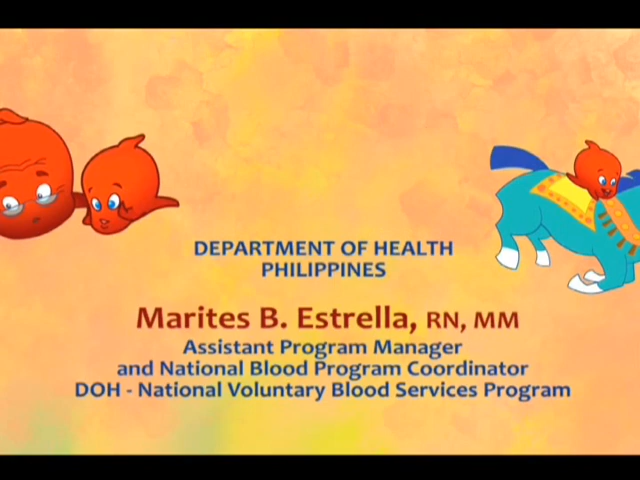 DEPARTMENT OF HEALTH
PHILIPPINES
Marites B. Estrella, RN, MM
Assistant Program Manager
and National Blood Program Coordinator
DOH - National Voluntary Blood Services Program